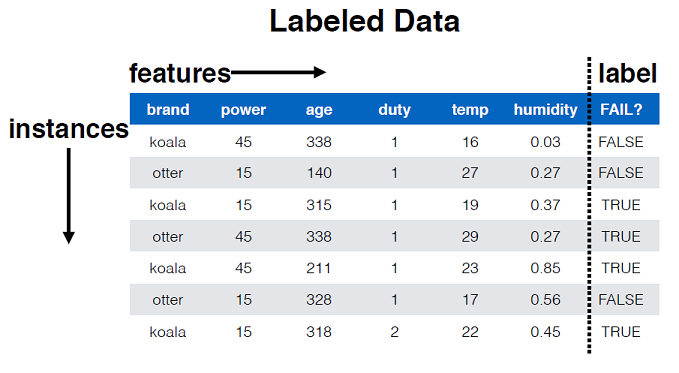 Labeled Data
features label
instances
brand power age duty temp humidity FAIL?
koala 45 338 1 16 0.03 FALSE
otter 15 140 1 27 0.27 FALSE
koala 15 315 1 19 0.37 TRUE
otter 45 338 1 29 0.27 TRUE
koala 45 211 1 23 0.85 TRUE
otter 15 328 1 17 0.56 FALSE
koala 15 318 2 22 0.45 TRUE